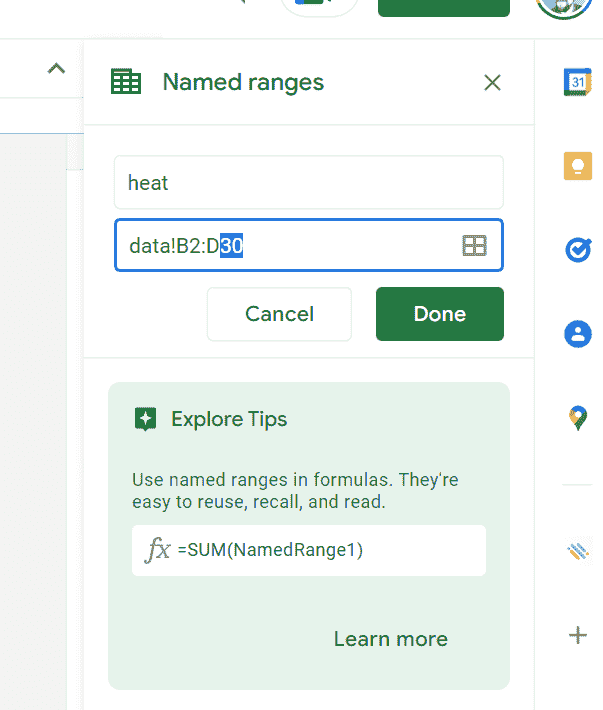 Named ranges
31
heat
data!B2:D30
Cancel
Done
Explore Tips
Use named ranges in formulas. They're
easy to reuse, recall, and read.
fx =SUM(NamedRange1)
Learn more